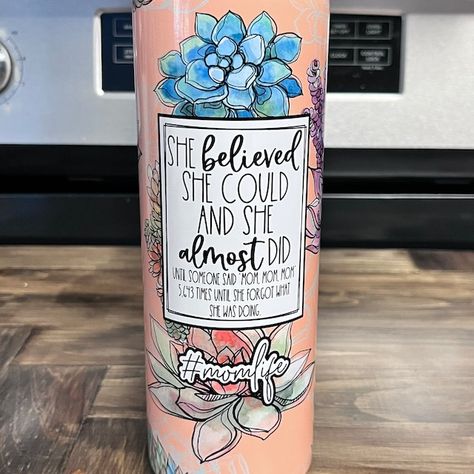 SHE believed
SHE COULD
AND SHE
almost DID
UNTIL SOMEONE SAID "MOM, MOM, MOM"
5,643 TIMES UNTIL SHE FORGOT WHAT
SHE WAS DOING.
#momlife